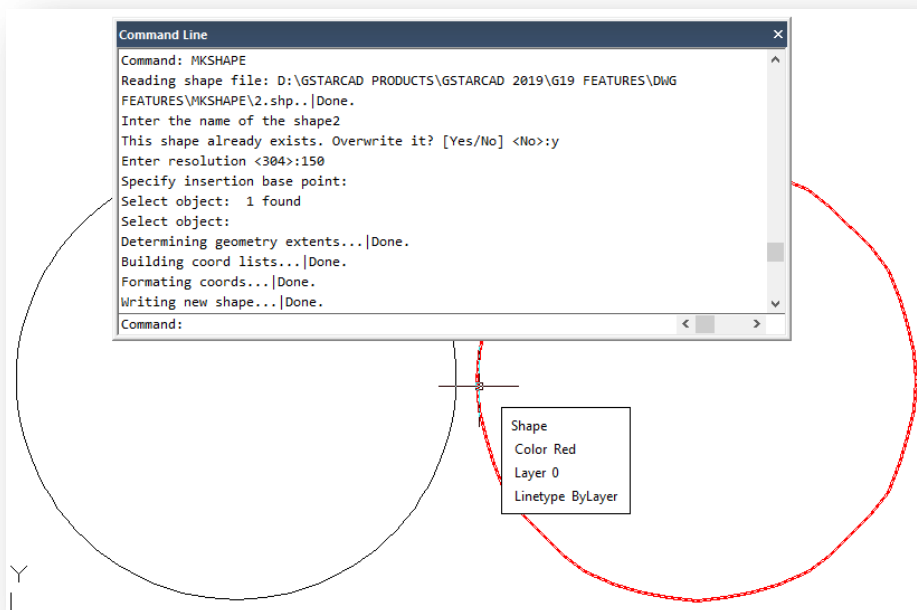 Command Line
Command: MKSHAPE
Reading shape file: D:\GSTARCAD PRODUCTS\GSTARCAD 2019\G19 FEATURES\DWG
FEATURES\MKSHAPE\2.shp..|Done.
Inter the name of the shape2
This shape already exists. Overwrite it? [Yes/No] <No>:y
Enter resolution <304>:150
Specify insertion base point:
Select object:  1 found
Select object:
Determining geometry extents...|Done.
Building coord lists...|Done.
Formating coords...|Done.
Writing new shape...|Done.
Command:
Shape
Color Red
Layer 0
Linetype ByLayer
Y